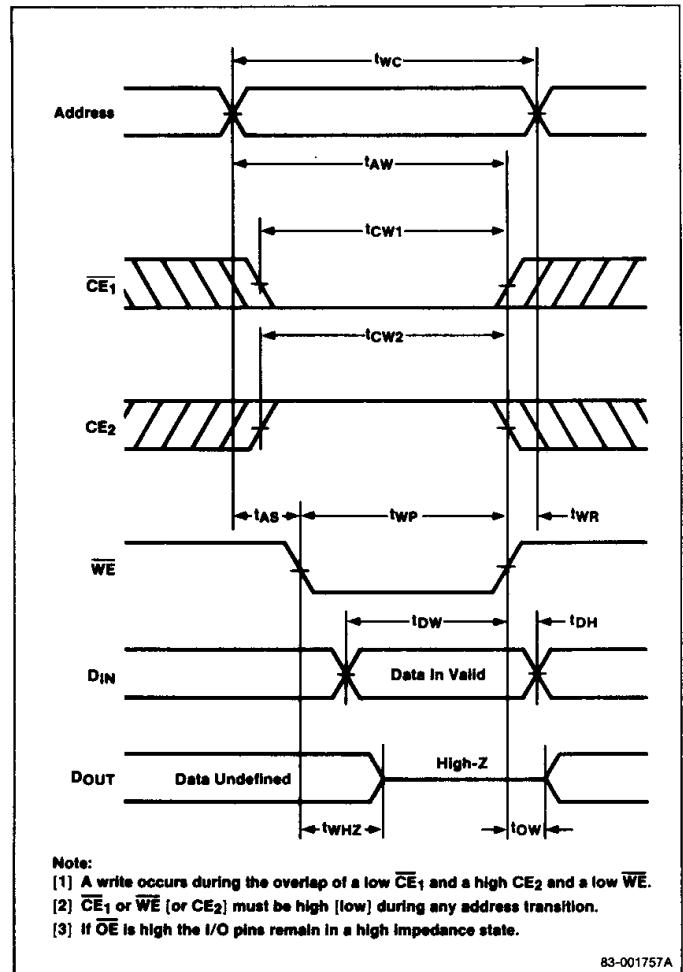 tWC
Address
tAW
tCW1
CE1
tCW2
CE2
tAS
tWP
tWR
WE
tDW
tDH
DIN
Data In Valid
High-Z
DOUT
Data Undefined
tWHZ
tOW
Note:
[1] A write occurs during the overlap of a low CE1 and a high CE2 and a low WE.
[2] CE1 or WE [or CE2] must be high [low] during any address transition.
[3] If OE is high the I/O pins remain in a high impedance state.
83-001757A